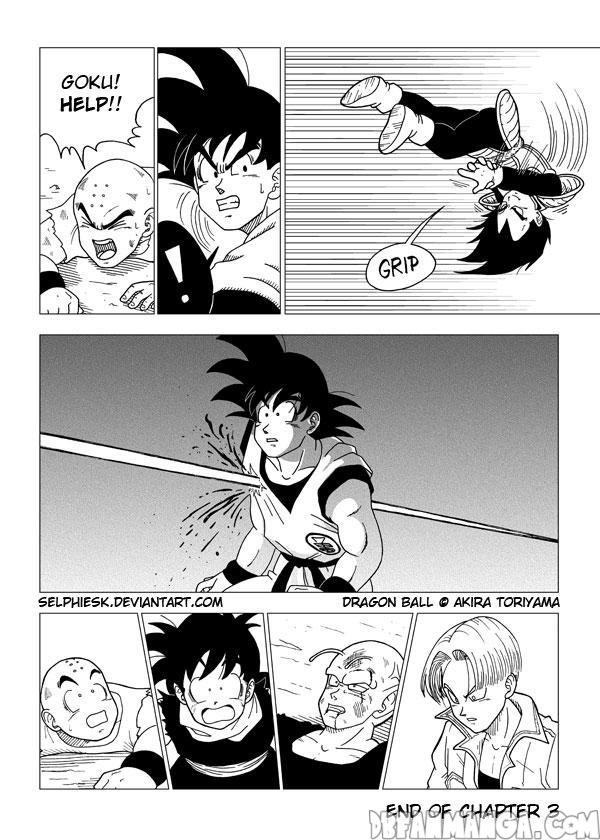 GOKU!
HELP!!
!
GRIP
SELPHIESK.DEVIANTART.COM
DRAGON BALL © AKIRA TORIYAMA
END OF CHAPTER 3
DBFANMANGA.COM